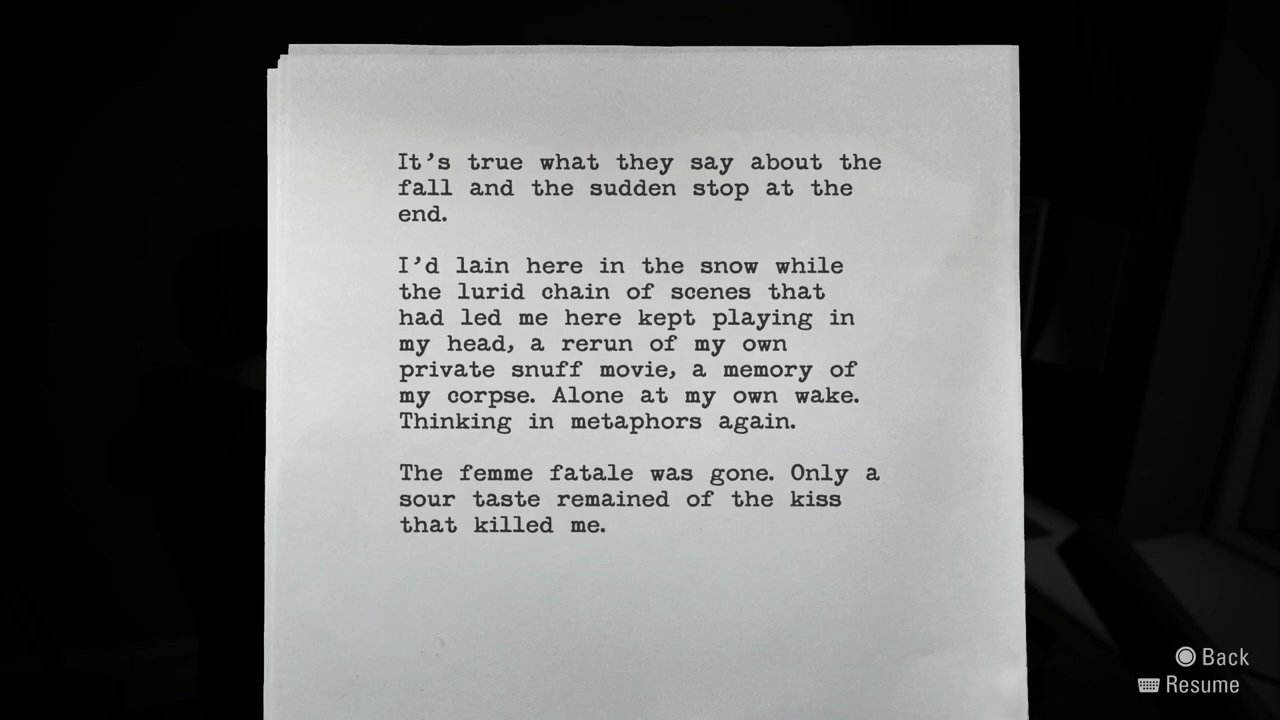 It’s true what they say about the
fall and the sudden stop at the
end.
I’d lain here in the snow while
the lurid chain of scenes that
had led me here kept playing in
my head, a rerun of my own
private snuff movie, a memory of
my corpse. Alone at my own wake.
Thinking in metaphors again.
The femme fatale was gone. Only a
sour taste remained of the kiss
that killed me.
Back
Resume